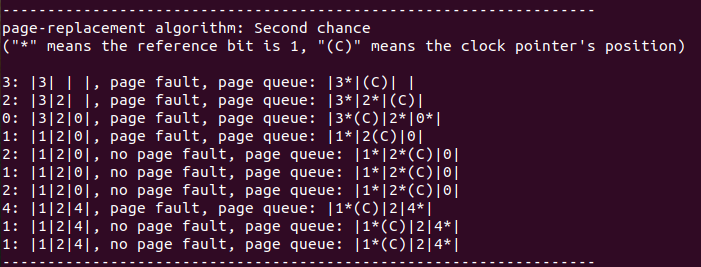 -----------------------------------------------------------------
page-replacement algorithm: Second chance
("*" means the reference bit is 1, "(C)" means the clock pointer's position)
3: |3| | |, page fault, page queue: |3*|(C)| |
2: |3|2| |, page fault, page queue: |3*|2*|(C)|
0: |3|2|0|, page fault, page queue: |3*(C)|2*|0*|
1: |1|2|0|, page fault, page queue: |1*|2(C)|0|
2: |1|2|0|, no page fault, page queue: |1*|2*(C)|0|
1: |1|2|0|, no page fault, page queue: |1*|2*(C)|0|
2: |1|2|0|, no page fault, page queue: |1*|2*(C)|0|
4: |1|2|4|, page fault, page queue: |1*(C)|2|4*|
1: |1|2|4|, no page fault, page queue: |1*(C)|2|4*|
1: |1|2|4|, no page fault, page queue: |1*(C)|2|4*|
-----------------------------------------------------------------